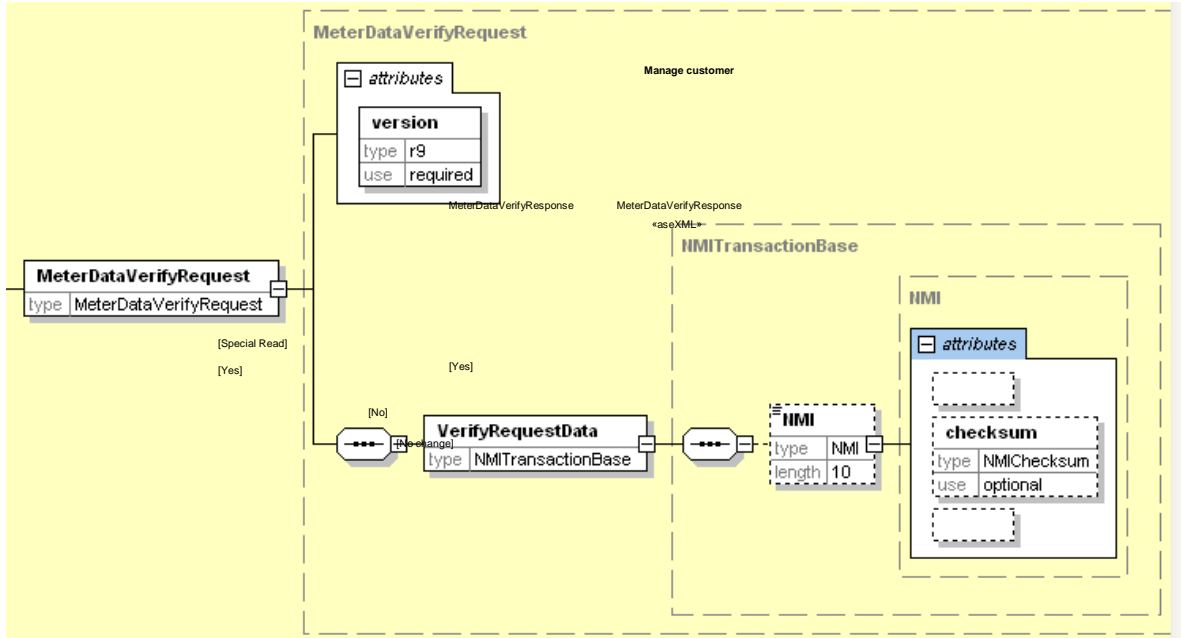 MeterDataVerifyRequest
Manage customer
attributes
version
type r9
use required
MeterDataVerifyResponse MeterDataVerifyResponse
«aseXML»
NMITransactionBase
MeterDataVerifyRequest
type MeterDataVerifyRequest
NMI
attributes
[Special Read]
[Yes] [Yes]
[No]
[No change]
VerifyRequestData
type NMITransactionBase
NMI
type NMI
length 10
checksum
type NMIChecksum
use optional